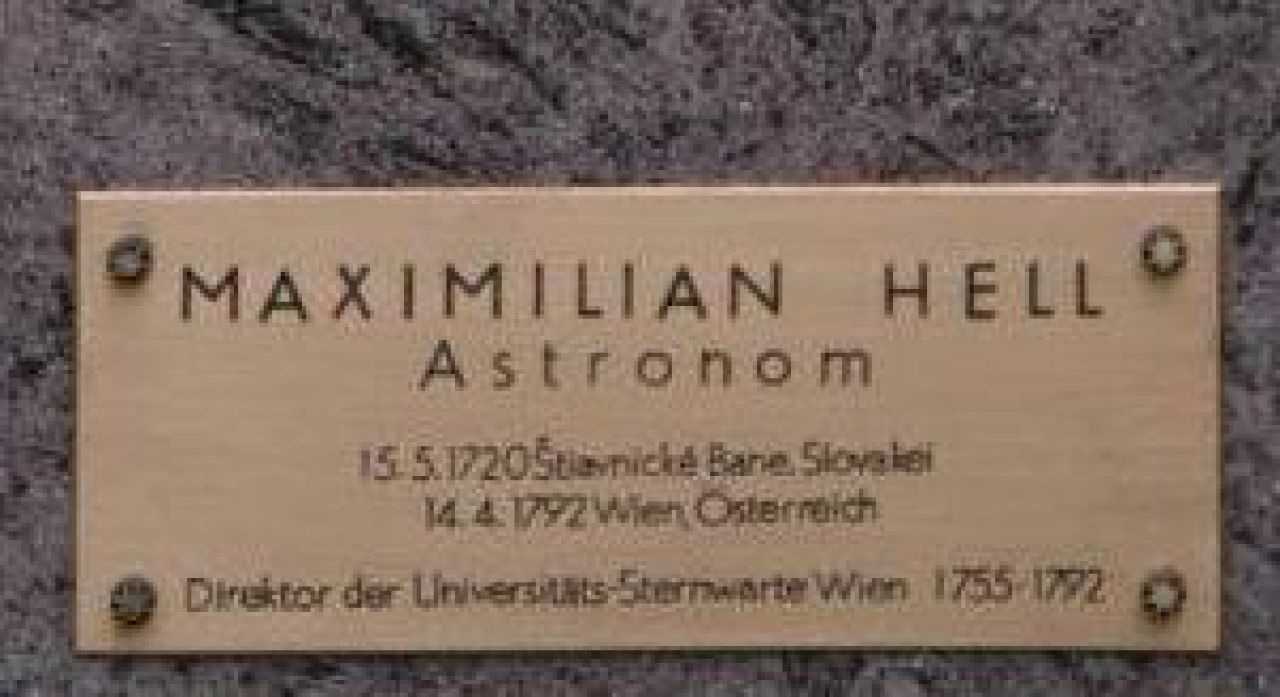 MAXIMILIAN HELL
Astronom
15.5.1720 Štiavnické Bane, Slovakei
14.4.1792 Wien, Österreich
Direktor der Universitäts-Sternwarte Wien 1755-1792